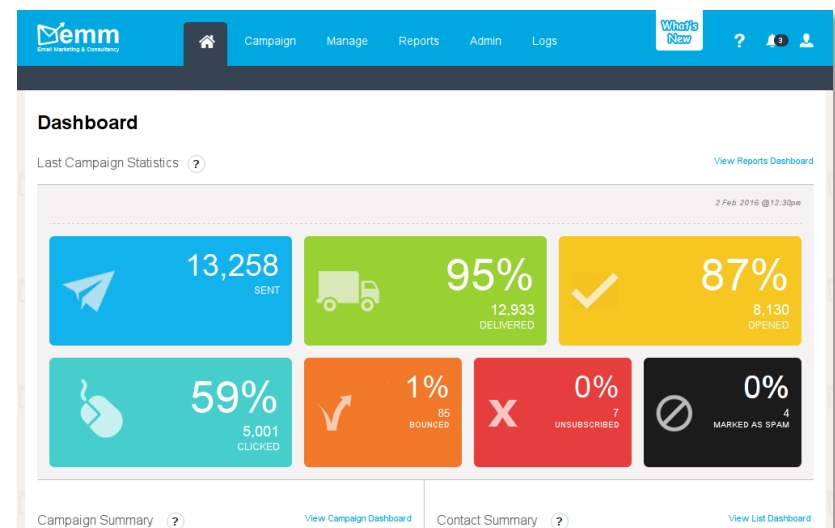 emm
Email Marketing & Consultancy
Campaign Manage Reports Admin Logs
What's
New
? 3
Dashboard
Last Campaign Statistics ?
View Reports Dashboard
2 Feb 2016 @12:30pm
13,258
SENT
95%
12,933
DELIVERED
87%
8,130
OPENED
59%
5,001
CLICKED
1%
85
BOUNCED
X
0%
7
UNSUBSCRIBED
0%
4
MARKED AS SPAM
Campaign Summary ?
View Campaign Dashboard
Contact Summary ?
View List Dashboard